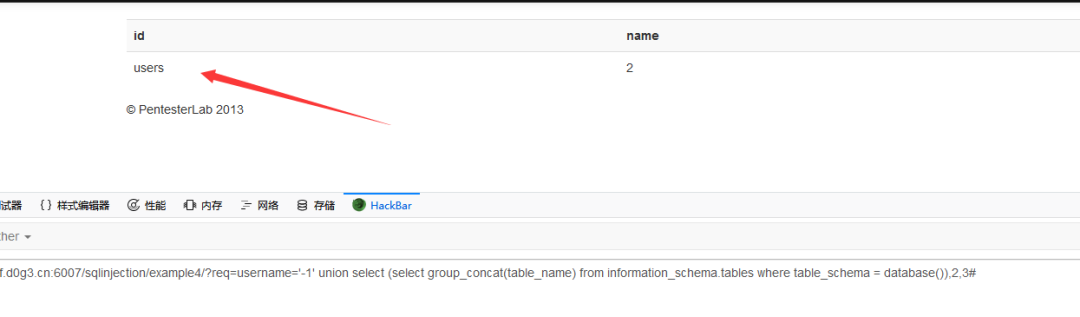 id name
users 2
© PentesterLab 2013
试器 {} 样式编辑器 性能 内存 网络 存储 HackBar
ther
f.d0g3.cn:6007/sqlinjection/example4/?req=username='-1' union select (select group_concat(table_name) from information_schema.tables where table_schema = database()),2,3#